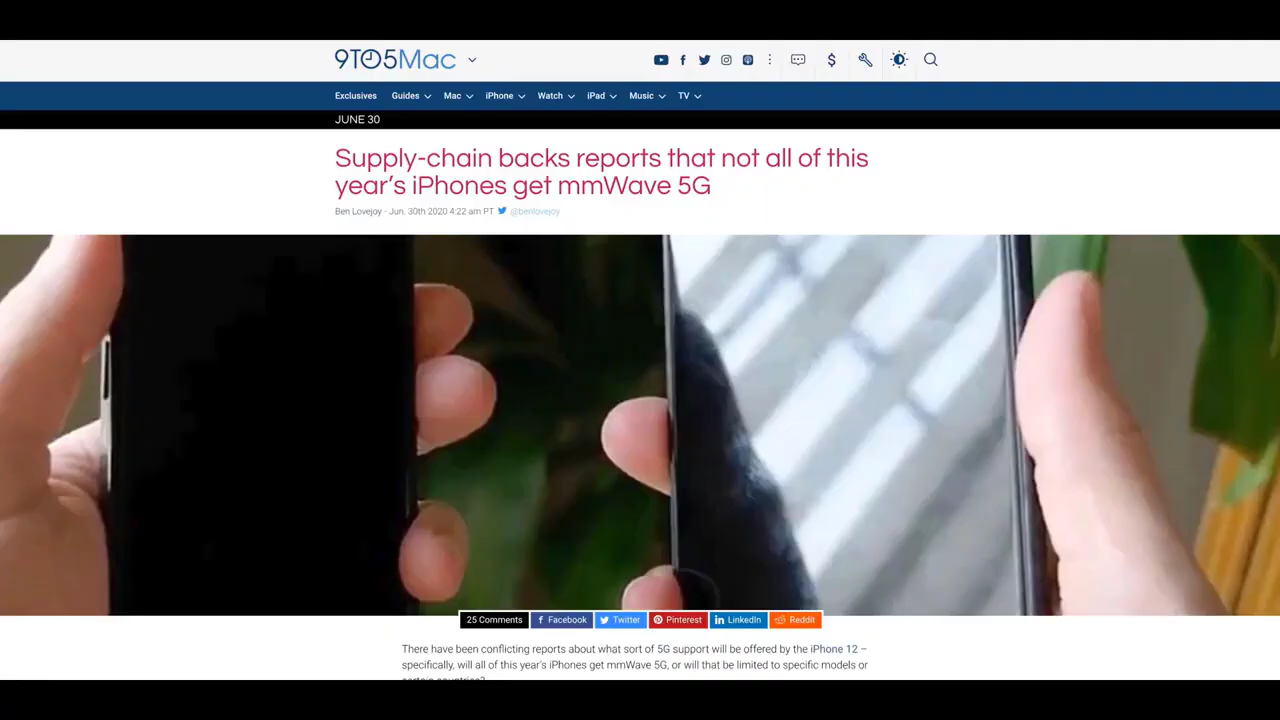 9TO5Mac
Exclusives Guides Mac iPhone Watch iPad Music TV
JUNE 30
Supply-chain backs reports that not all of this
year’s iPhones get mmWave 5G
Ben Lovejoy - Jun. 30th 2020 4:22 am PT @benlovejoy
25 Comments Facebook Twitter Pinterest LinkedIn Reddit
There have been conflicting reports about what sort of 5G support will be offered by the iPhone 12 –
specifically, will all of this year's iPhones get mmWave 5G, or will that be limited to specific models or